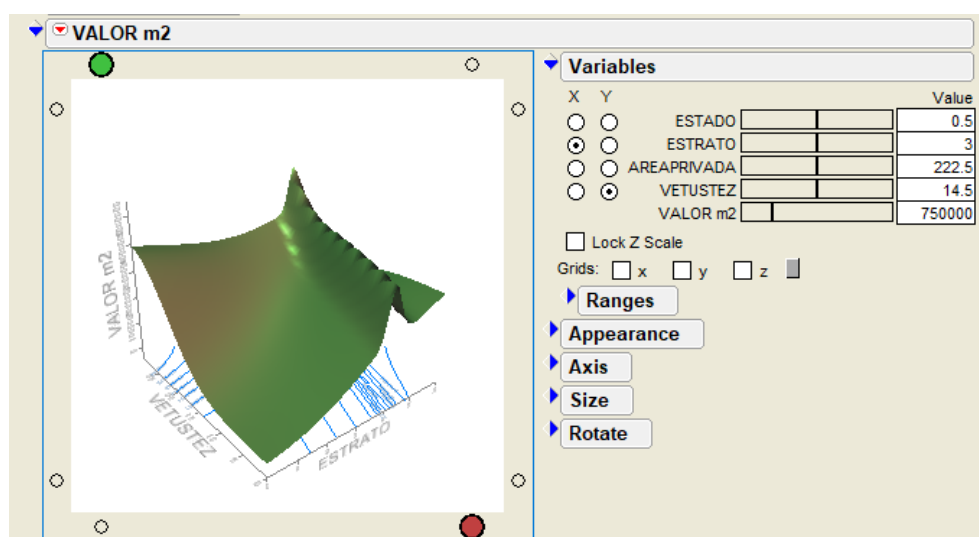 VALOR m2
Variables
X Y Value
ESTADO 0.5
ESTRATO 3
AREAPRIVADA 222.5
VETUSTEZ 14.5
VALOR m2 750000
Lock Z Scale
Grids: x y z
Ranges
Appearance
Axis
Size
Rotate
VALOR m2
VETUSTEZ
ESTRATO